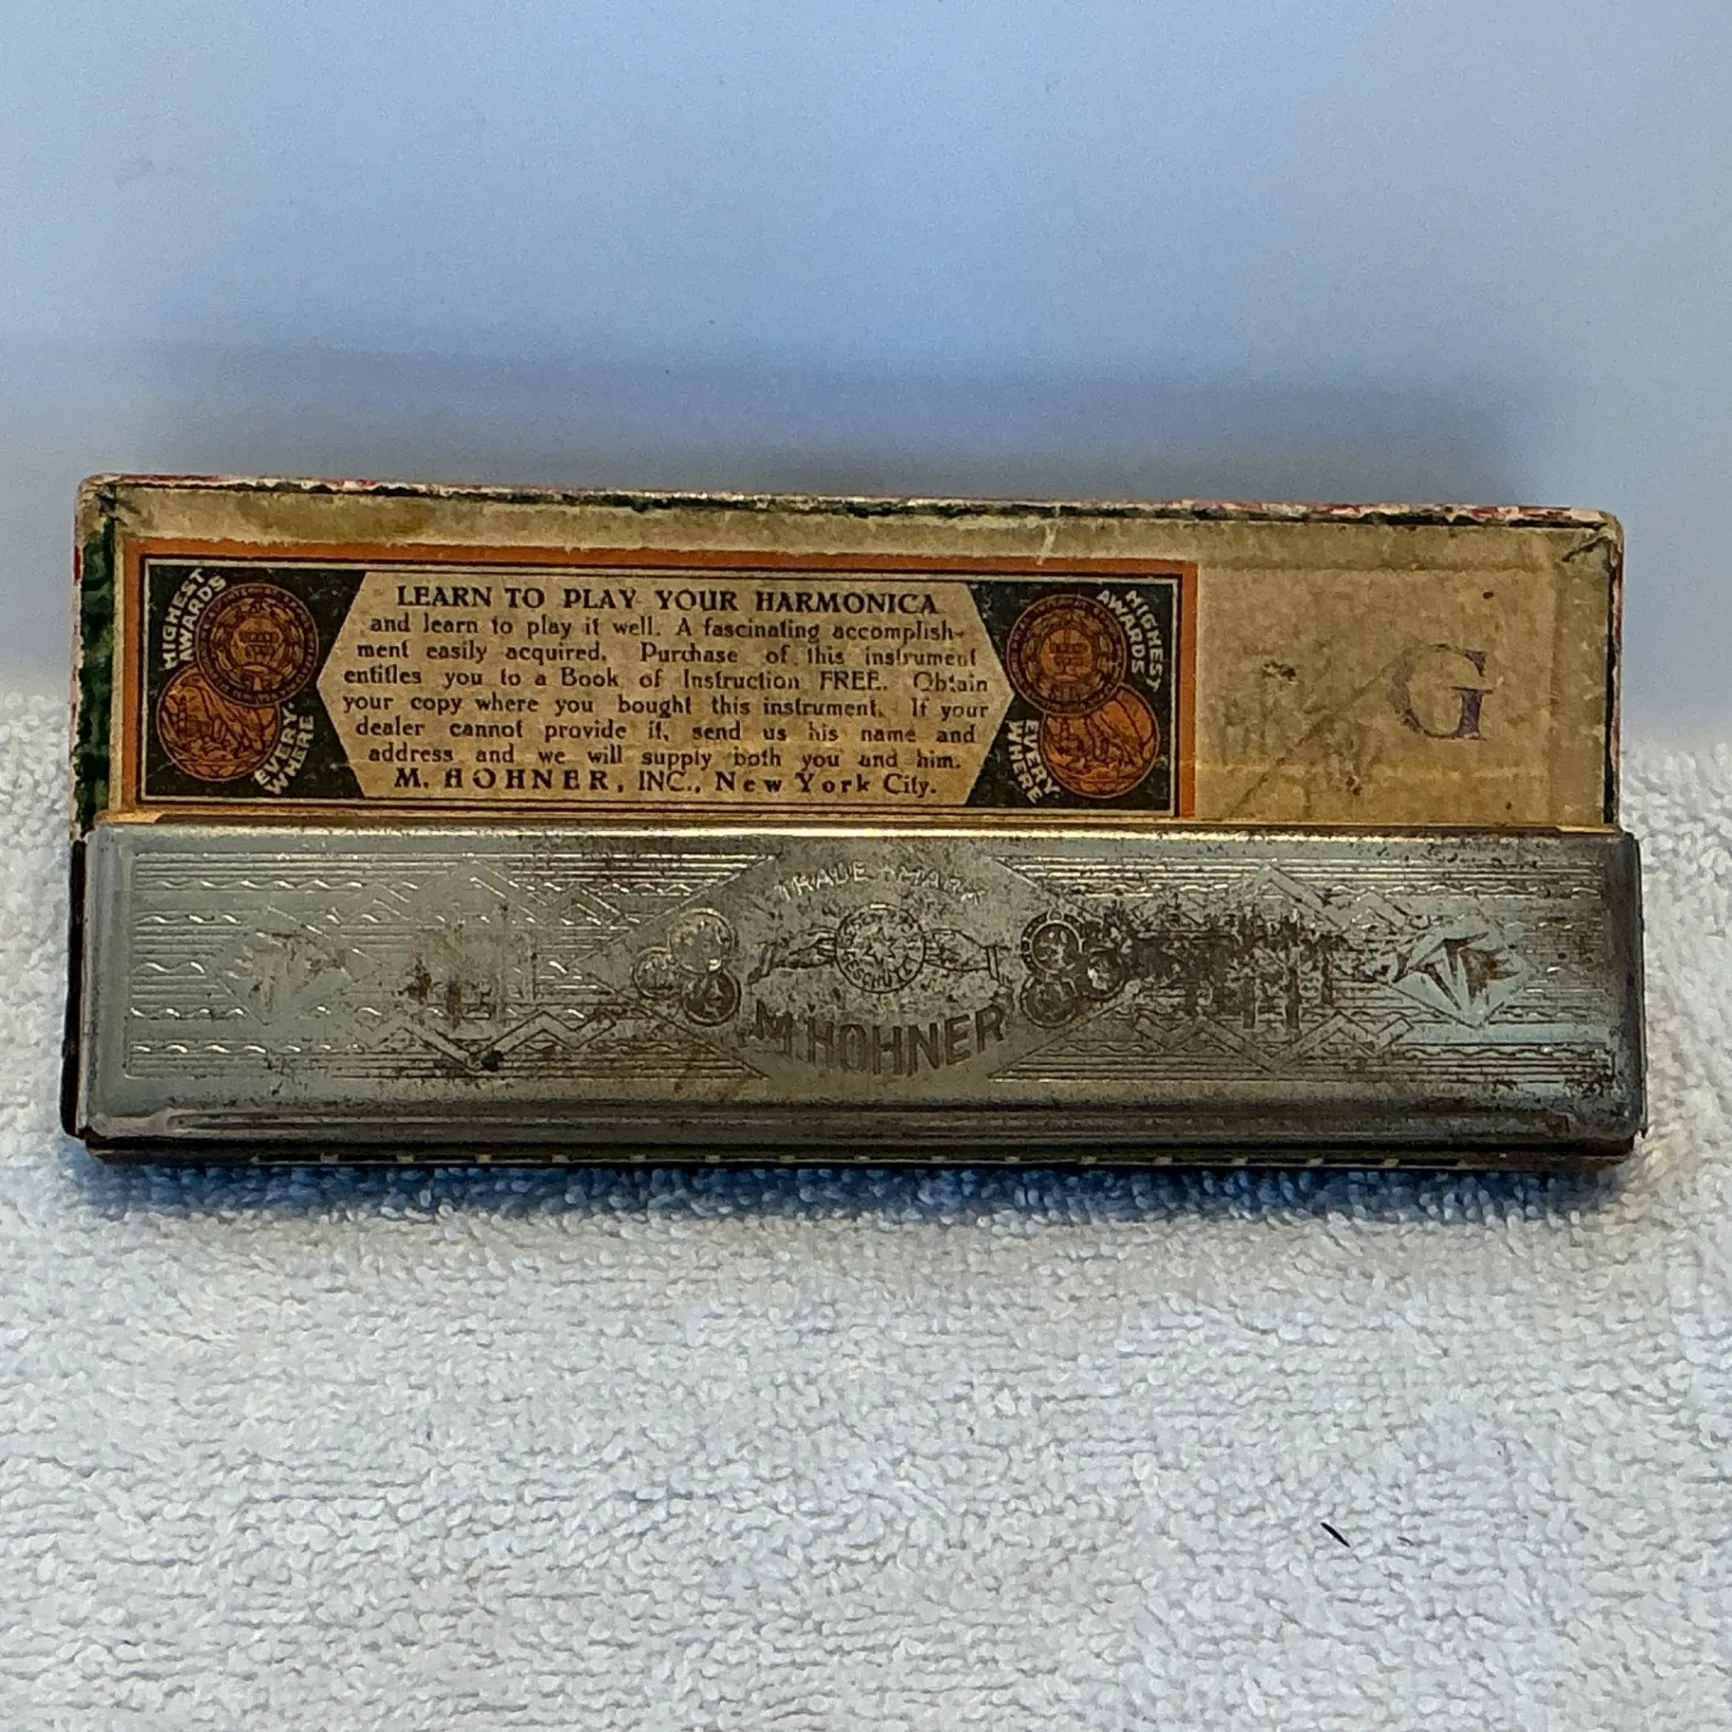 HIGHEST
AWARDS
EVERY-
WHERE
LEARN TO PLAY YOUR HARMONICA
and learn to play it well. A fascinating accomplish-
ment easily acquired. Purchase of this instrument
entitles you to a Book of Instruction FREE. Obtain
your copy where you bought this instrument. If your
dealer cannot provide it, send us his name and
address and we will supply both you and him.
M. HOHNER, INC., New York City.
HIGHEST
AWARDS
EVERY-
WHERE
G
TRADE MARK
M. HOHNER